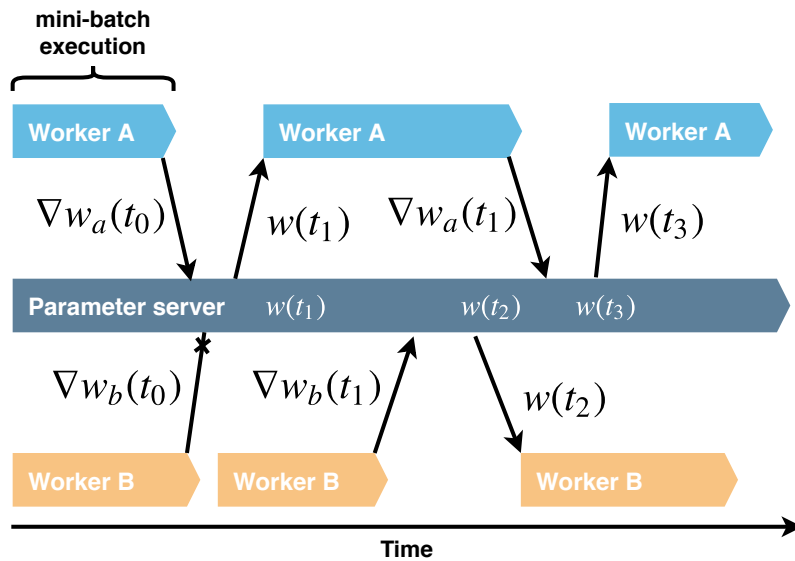 mini-batch
execution
Worker A
Worker A
Worker A
∇w_a(t_0)
w(t_1)
∇w_a(t_1)
w(t_3)
Parameter server
w(t_1)
w(t_2)
w(t_3)
∇w_b(t_0)
∇w_b(t_1)
w(t_2)
Worker B
Worker B
Worker B
Time